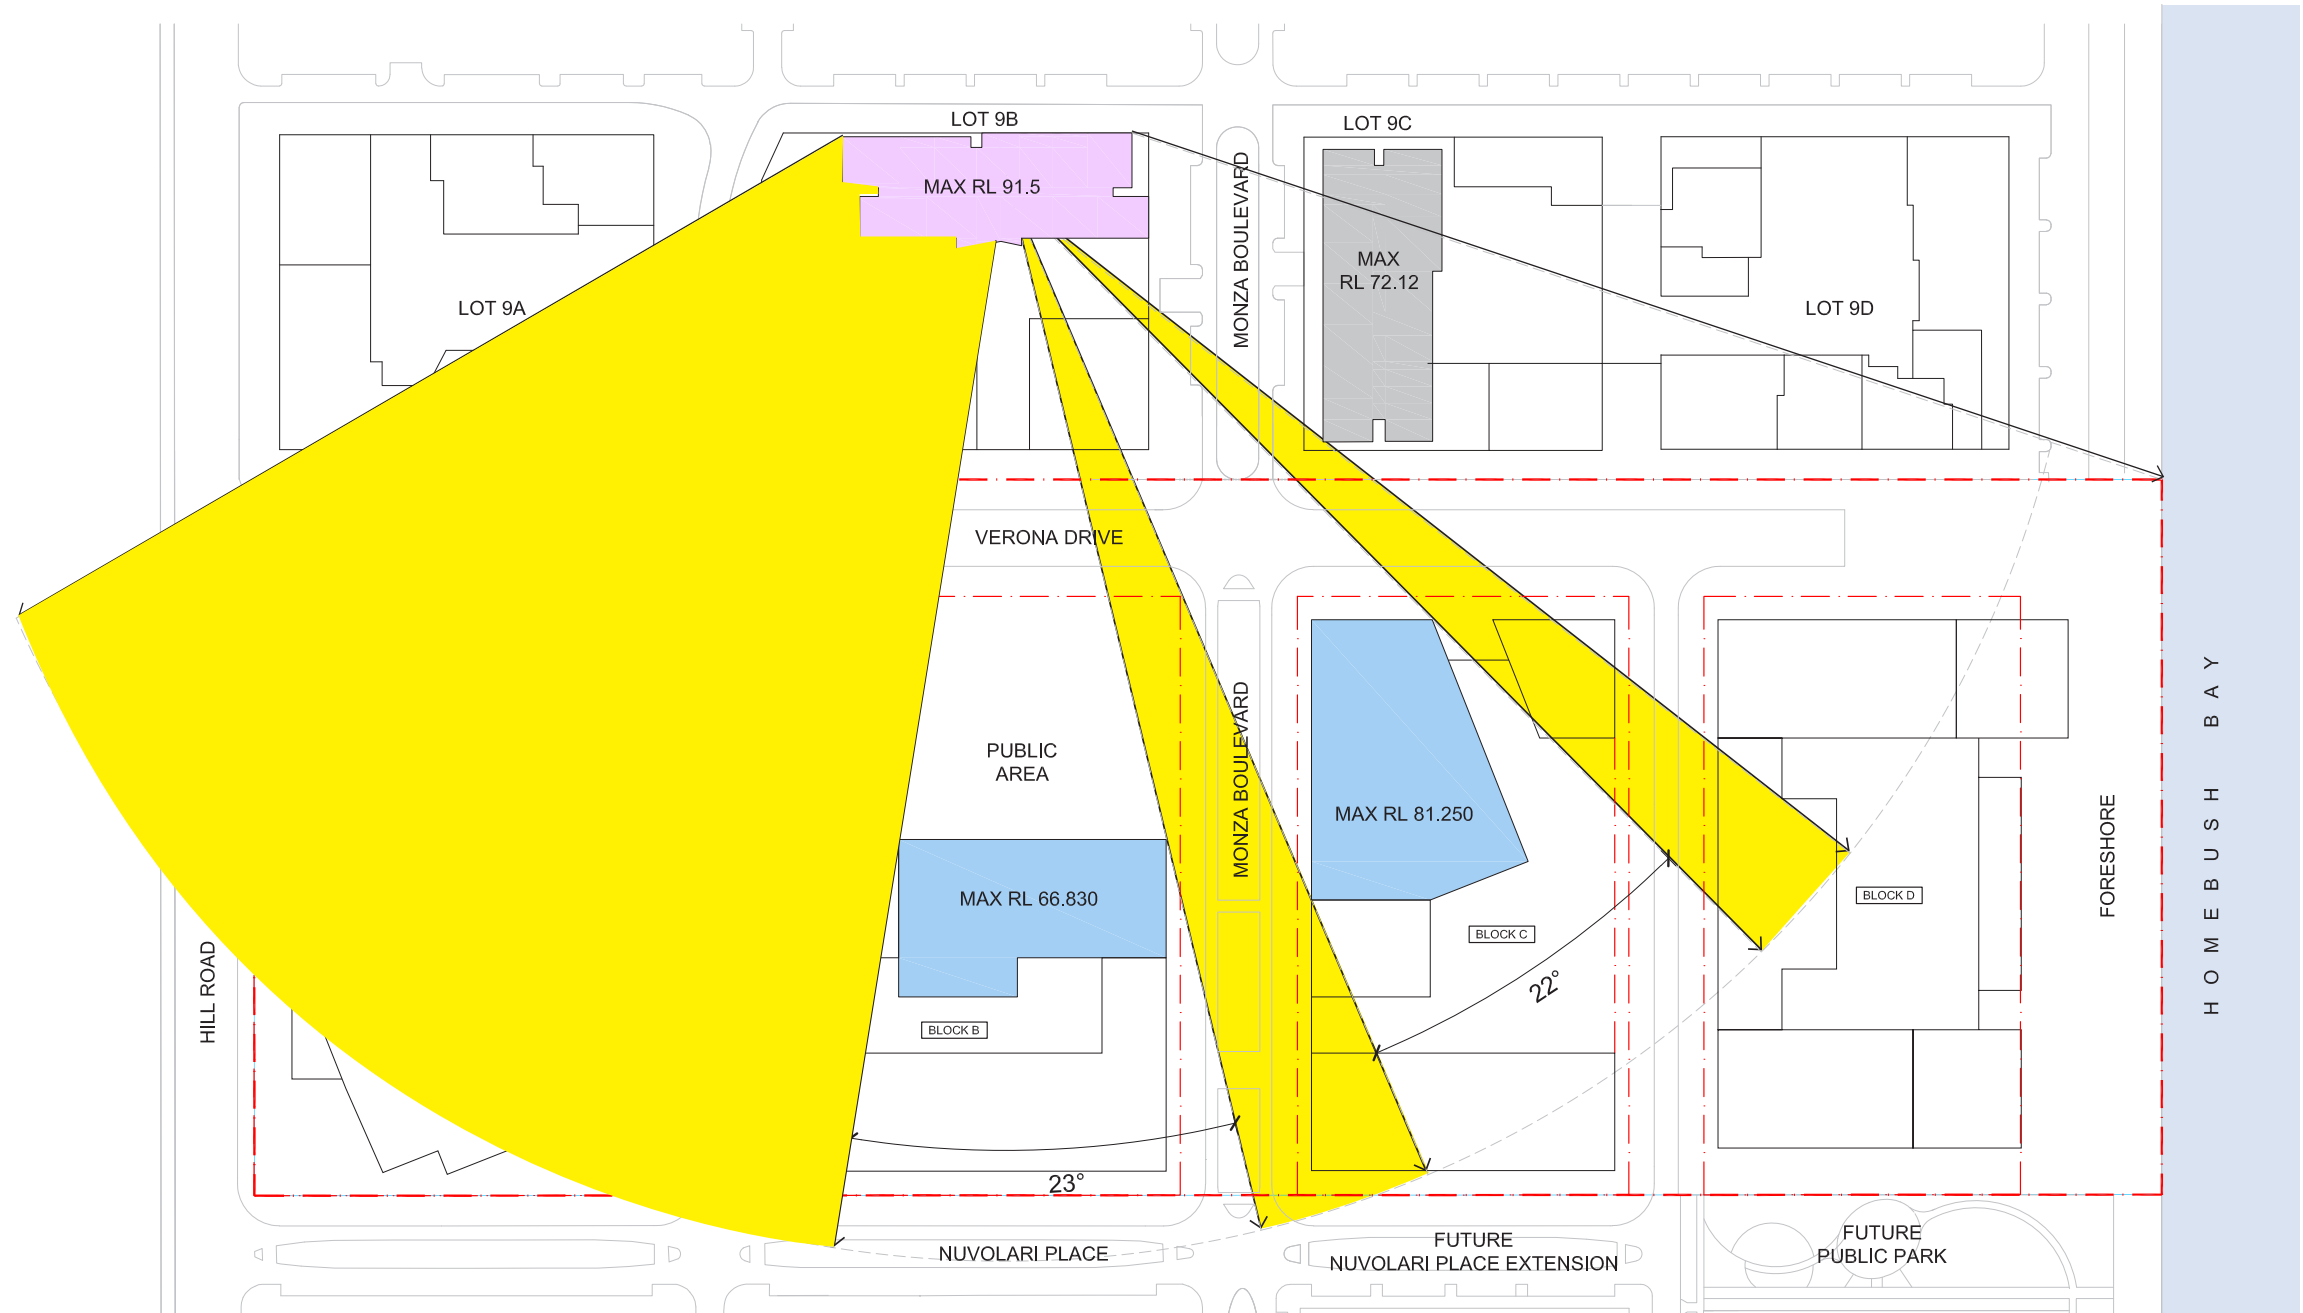 LOT 9B
LOT 9C
MAX RL 91.5
MONZA BOULEVARD
MAX
RL 72.12
LOT 9A
LOT 9D
VERONA DRIVE
PUBLIC
AREA
MONZA BOULEVARD
MAX RL 81.250
MAX RL 66.830
BLOCK D
FORESHORE
HOMEBUSH BAY
HILL ROAD
BLOCK C
22°
BLOCK B
23°
NUVOLARI PLACE
FUTURE
NUVOLARI PLACE EXTENSION
FUTURE
PUBLIC PARK